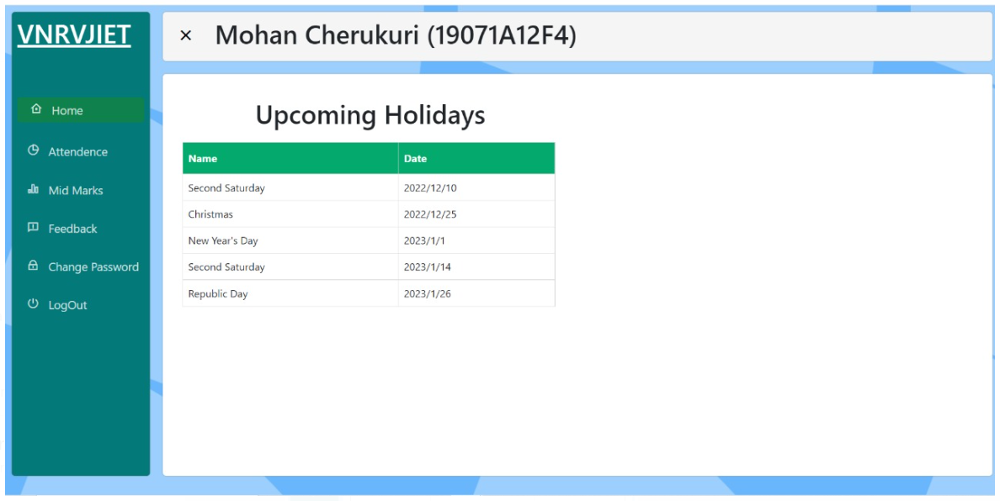 VNRVJIET
× Mohan Cherukuri (19071A12F4)
Home
Attendence
Mid Marks
Feedback
Change Password
LogOut
Upcoming Holidays
Name Date
Second Saturday 2022/12/10
Christmas 2022/12/25
New Year's Day 2023/1/1
Second Saturday 2023/1/14
Republic Day 2023/1/26